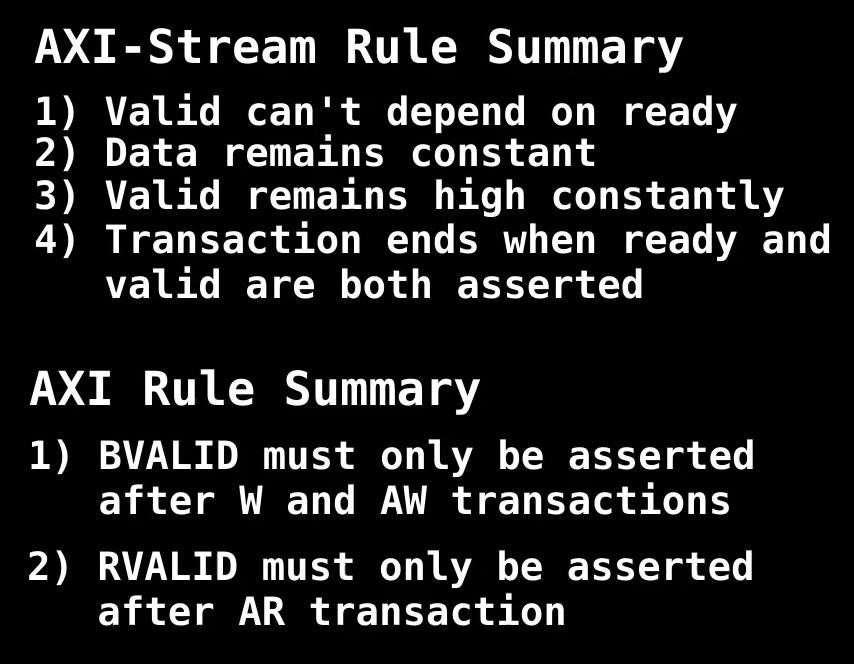 AXI-Stream Rule Summary
1) Valid can't depend on ready
2) Data remains constant
3) Valid remains high constantly
4) Transaction ends when ready and
valid are both asserted
AXI Rule Summary
1) BVALID must only be asserted
after W and AW transactions
2) RVALID must only be asserted
after AR transaction